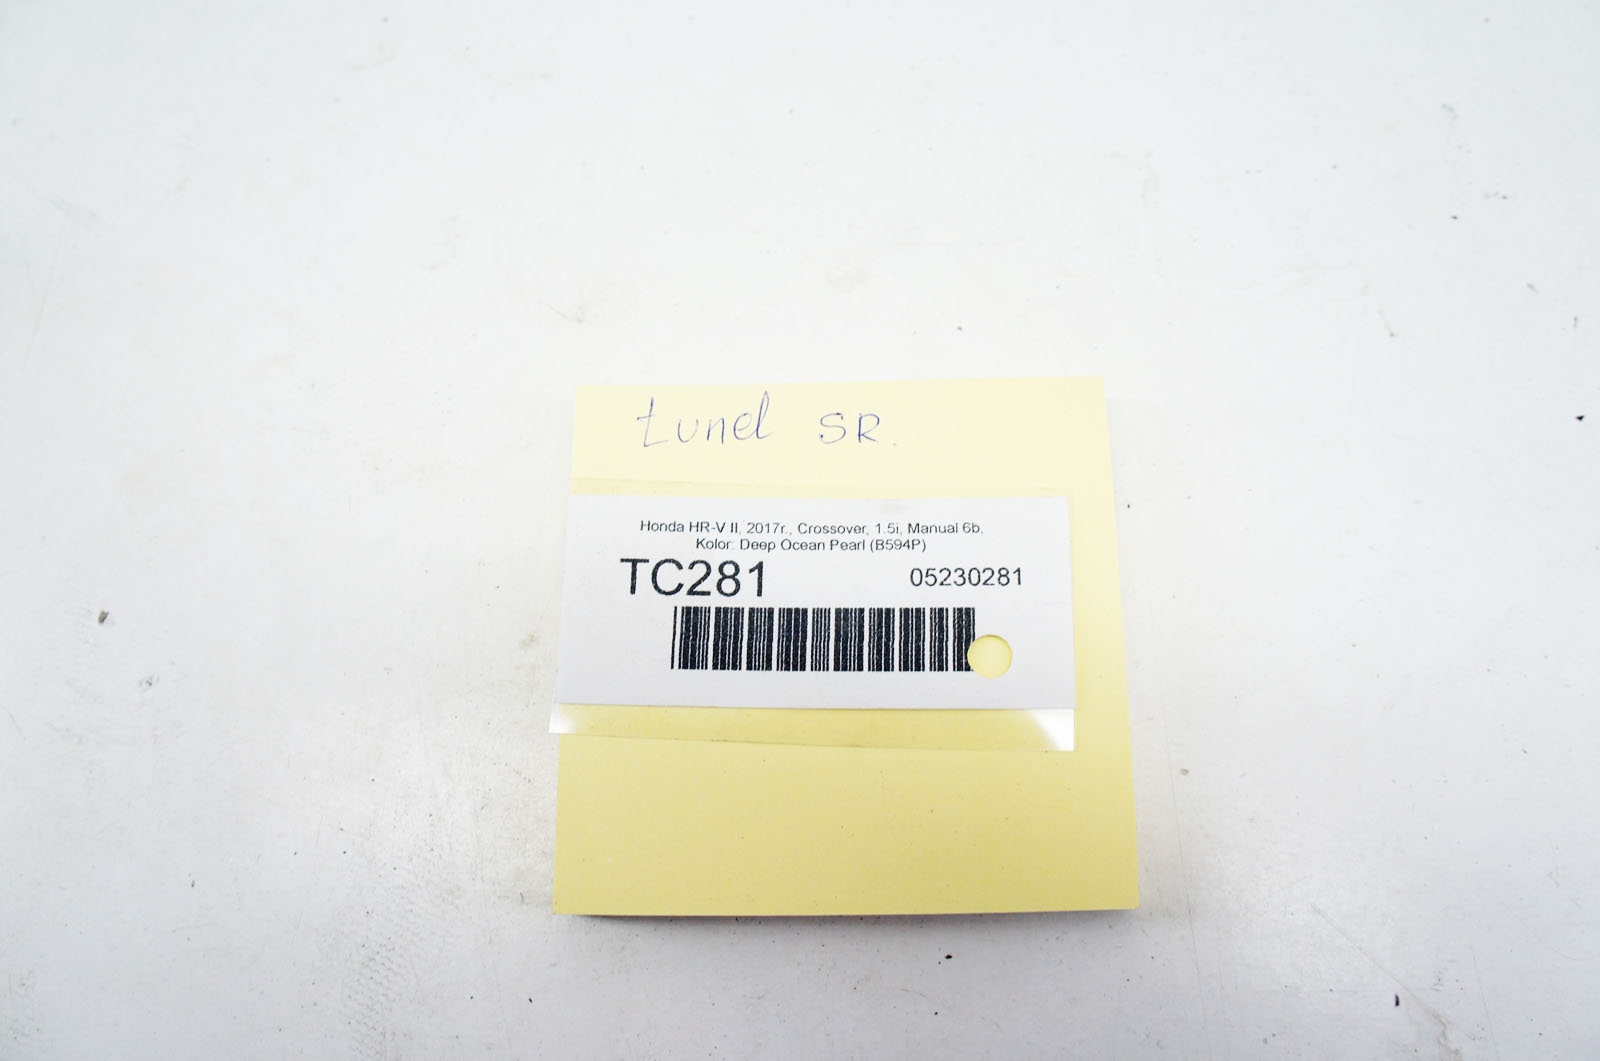 tunel SR.
Honda HR-V II, 2017r., Crossover, 1.5i, Manual 6b,
Kolor: Deep Ocean Pearl (B594P)
TC281 05230281